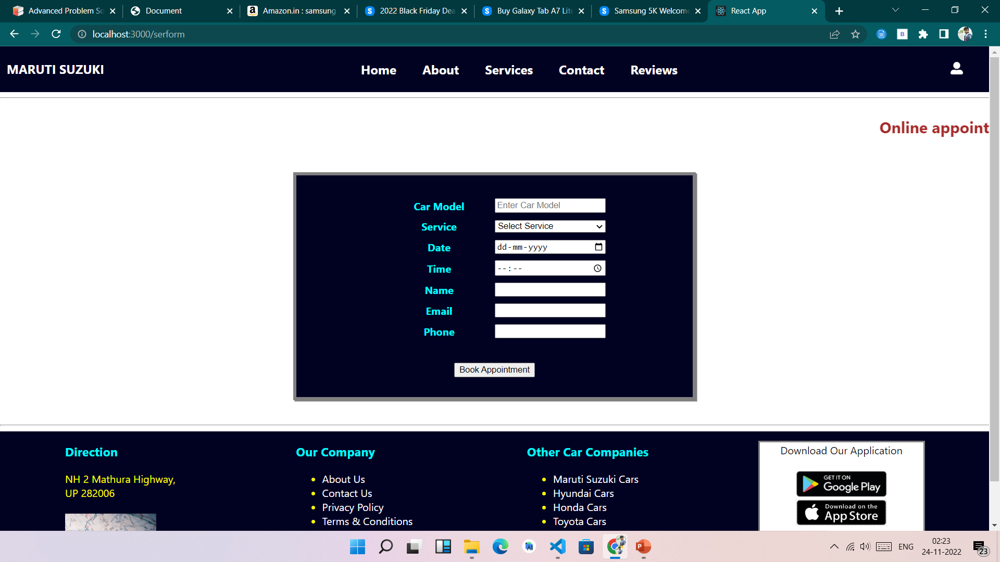 Advanced Problem So
Document
Amazon.in : samsung
2022 Black Friday Dea
Buy Galaxy Tab A7 Lite
Samsung 5K Welcome
React App
localhost:3000/serform
B
MARUTI SUZUKI
Home
About
Services
Contact
Reviews
Online appoint
Car Model
Enter Car Model
Service
Select Service
Date
dd-mm-yyyy
Time
--:--
Name
Email
Phone
Book Appointment
Direction
NH 2 Mathura Highway,
UP 282006
Our Company
About Us
Contact Us
Privacy Policy
Terms & Conditions
Other Car Companies
Maruti Suzuki Cars
Hyundai Cars
Honda Cars
Toyota Cars
Download Our Application
GET IT ON
Google Play
Download on the
App Store
ENG
02:23
24-11-2022
23